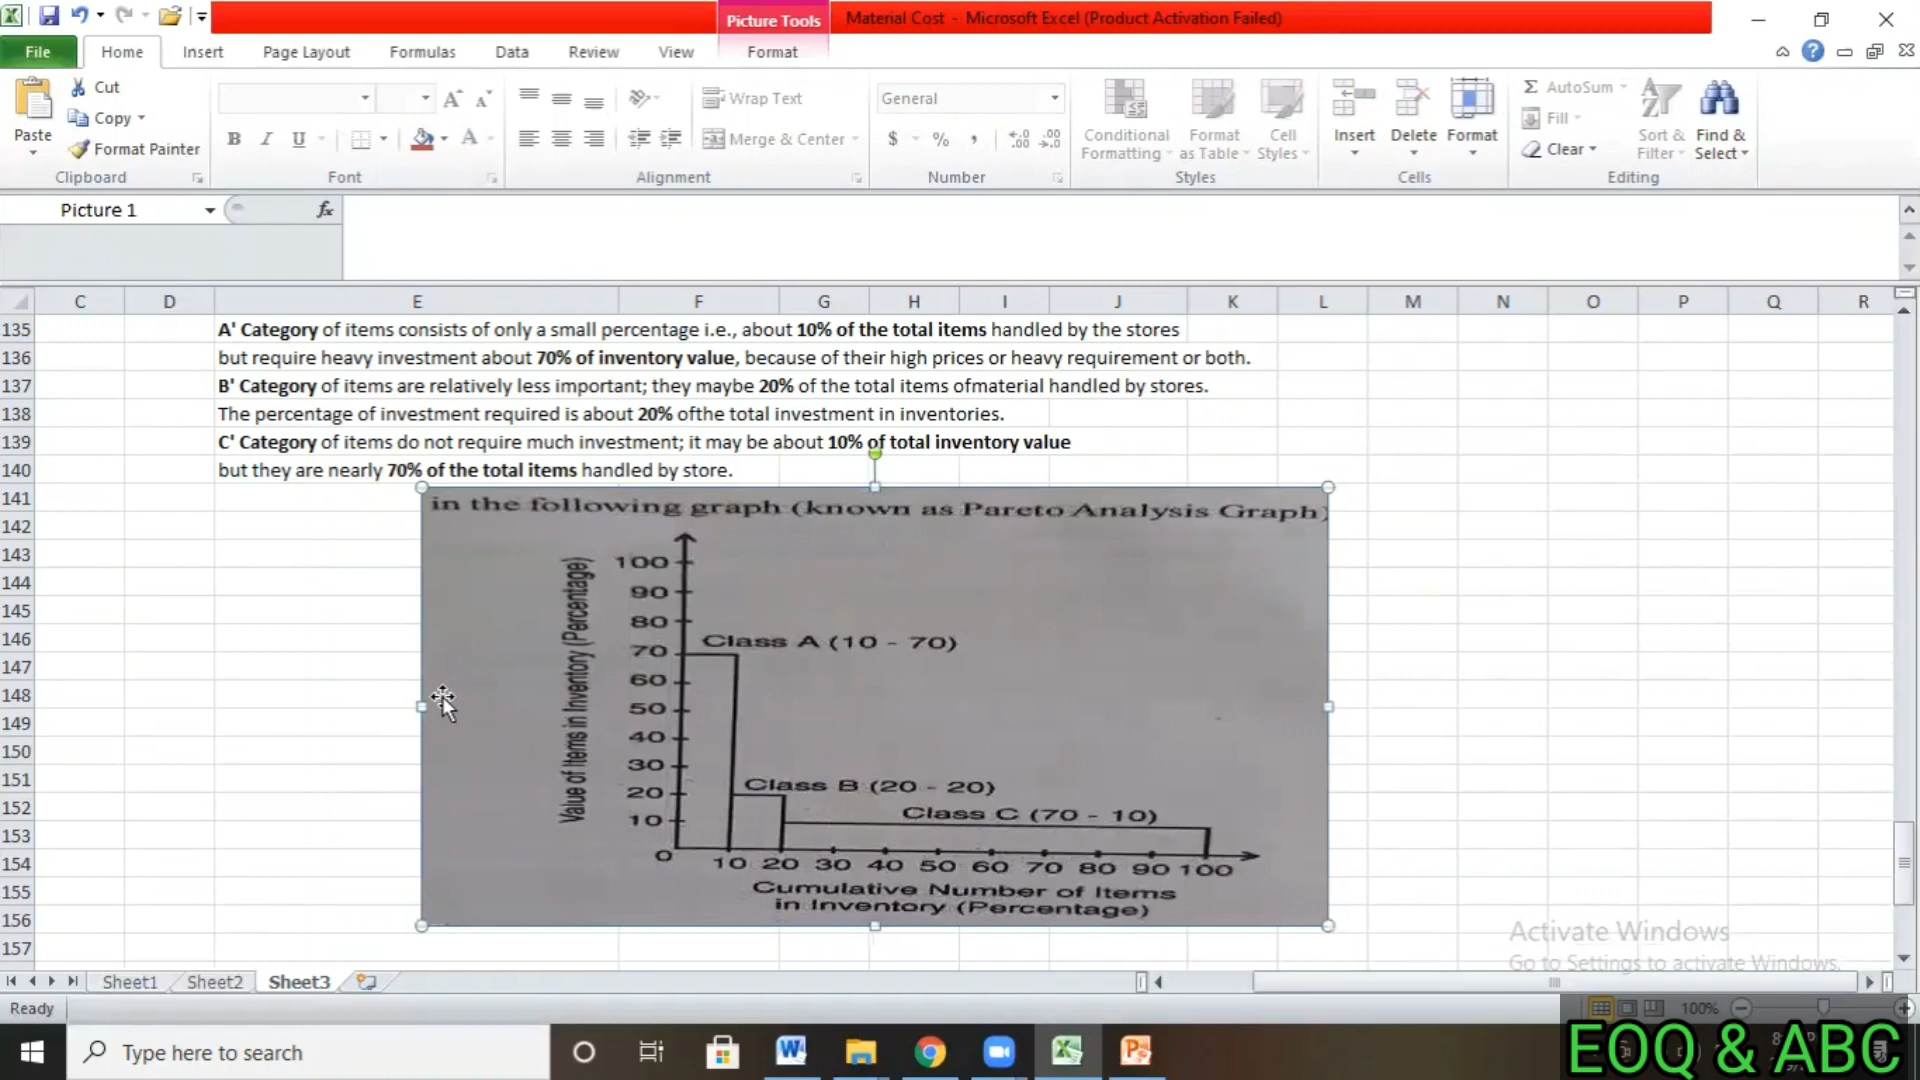 Picture Tools
Material Cost - Microsoft Excel (Product Activation Failed)
File Home Insert Page Layout Formulas Data Review View Format
Paste
Cut
Copy
Format Painter
Clipboard
B I U
Font
Wrap Text
Merge & Center
Alignment
General
$ % ,
Number
Conditional Formatting
Format as Table
Cell Styles
Styles
Insert Delete Format
Cells
Σ AutoSum
Fill
Clear
Sort & Filter
Find & Select
Editing
Picture 1 fx
C D E F G H I J K L M N O P Q R
135 A' Category of items consists of only a small percentage i.e., about 10% of the total items handled by the stores
136 but require heavy investment about 70% of inventory value, because of their high prices or heavy requirement or both.
137 B' Category of items are relatively less important; they maybe 20% of the total items ofmaterial handled by stores.
138 The percentage of investment required is about 20% ofthe total investment in inventories.
139 C' Category of items do not require much investment; it may be about 10% of total inventory value
140 but they are nearly 70% of the total items handled by store.
141
142
143
144
145
146
147
148
149
150
151
152
153
154
155
156
157
in the following graph (known as Pareto Analysis Graph)
Value of Items in Inventory (Percentage)
100
90
80
70
60
50
40
30
20
10
0
Class A (10 - 70)
Class B (20 - 20)
Class C (70 - 10)
10 20 30 40 50 60 70 80 90 100
Cumulative Number of Items
in Inventory (Percentage)
Activate Windows
Go to Settings to activate Windows.
Sheet1 Sheet2 Sheet3
Ready
100%
Type here to search
EOQ & ABC